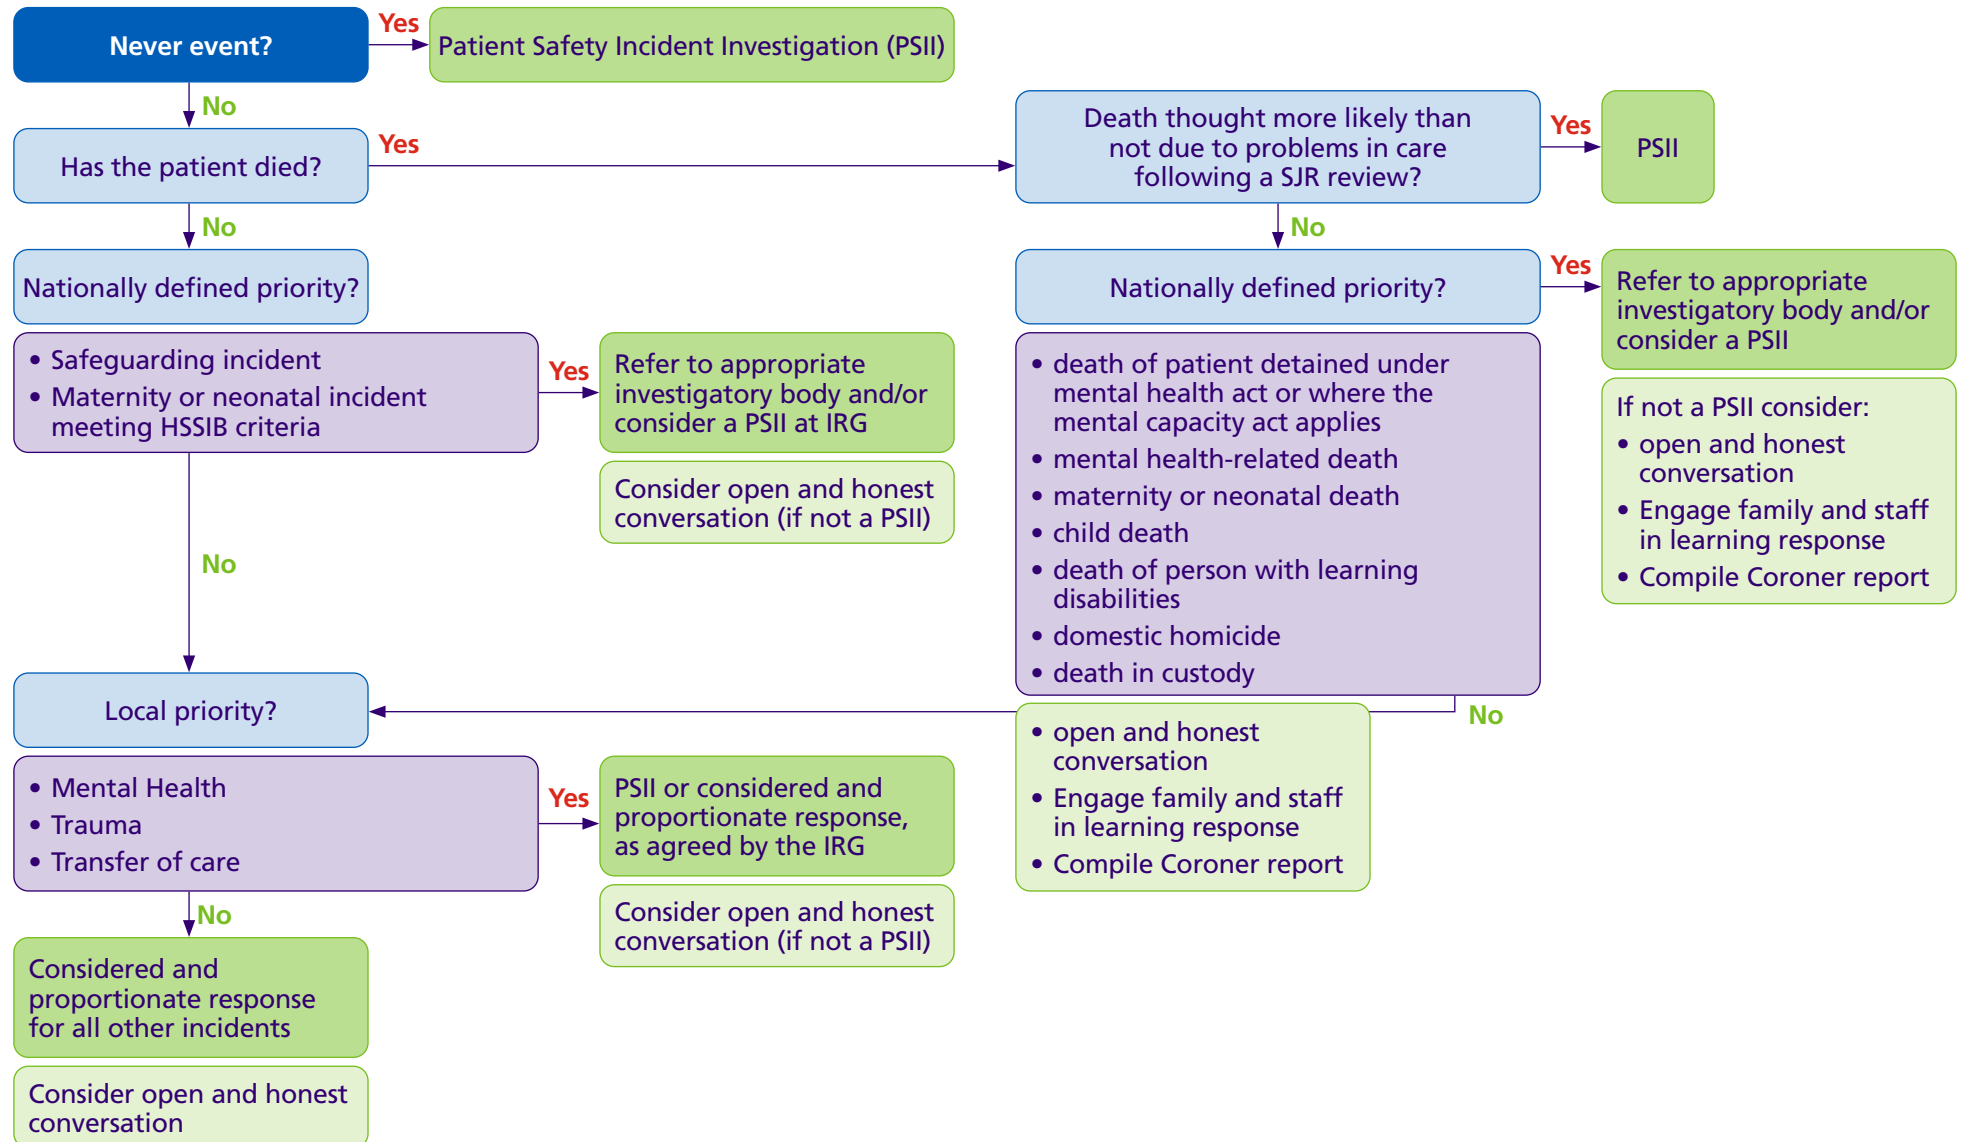 Never event?
Yes
Patient Safety Incident Investigation (PSII)
No
Has the patient died?
Yes
Death thought more likely than
not due to problems in care
following a SJR review?
Yes
PSII
No
No
Nationally defined priority?
• Safeguarding incident
• Maternity or neonatal incident
meeting HSSIB criteria
Yes
Refer to appropriate
investigatory body and/or
consider a PSII at IRG
Consider open and honest
conversation (if not a PSII)
No
Nationally defined priority?
Yes
Refer to appropriate
investigatory body and/or
consider a PSII
If not a PSII consider:
• open and honest
conversation
• Engage family and staff
in learning response
• Compile Coroner report
• death of patient detained under
mental health act or where the
mental capacity act applies
• mental health-related death
• maternity or neonatal death
• child death
• death of person with learning
disabilities
• domestic homicide
• death in custody
No
• open and honest
conversation
• Engage family and staff
in learning response
• Compile Coroner report
Local priority?
• Mental Health
• Trauma
• Transfer of care
Yes
PSII or considered and
proportionate response,
as agreed by the IRG
Consider open and honest
conversation (if not a PSII)
No
Considered and
proportionate response
for all other incidents
Consider open and honest
conversation